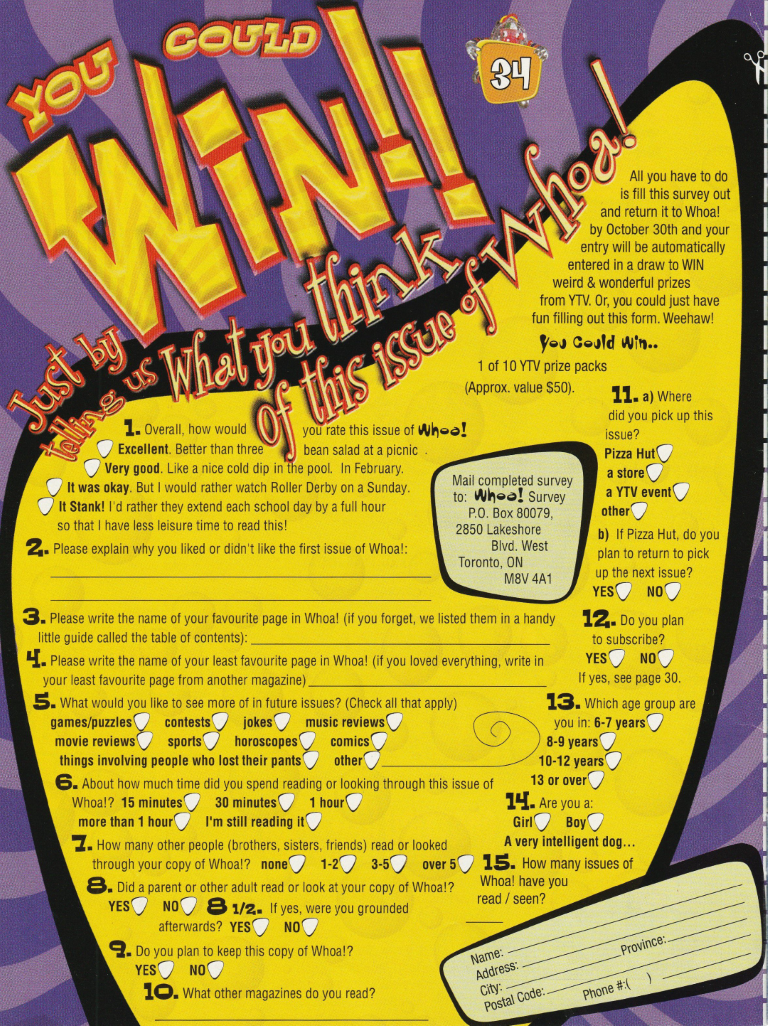 YOU COULD
WIN!!
34
Just by
telling us What you think
of this issue of Whoa!
All you have to do
is fill this survey out
and return it to Whoa!
by October 30th and your
entry will be automatically
entered in a draw to WIN
weird & wonderful prizes
from YTV. Or, you could just have
fun filling out this form. Weehaw!
You Could Win..
1 of 10 YTV prize packs
(Approx. value $50).
1. Overall, how would you rate this issue of Whoa!
Excellent. Better than three bean salad at a picnic.
Very good. Like a nice cold dip in the pool. In February.
It was okay. But I would rather watch Roller Derby on a Sunday.
It Stank! I'd rather they extend each school day by a full hour
so that I have less leisure time to read this!
2. Please explain why you liked or didn't like the first issue of Whoa!:
3. Please write the name of your favourite page in Whoa! (if you forget, we listed them in a handy
little guide called the table of contents):
4. Please write the name of your least favourite page in Whoa! (if you loved everything, write in
your least favourite page from another magazine)
5. What would you like to see more of in future issues? (Check all that apply)
games/puzzles contests jokes music reviews
movie reviews sports horoscopes comics
things involving people who lost their pants other
6. About how much time did you spend reading or looking through this issue of
Whoa!? 15 minutes 30 minutes 1 hour
more than 1 hour I'm still reading it
7. How many other people (brothers, sisters, friends) read or looked
through your copy of Whoa!? none 1-2 3-5 over 5
8. Did a parent or other adult read or look at your copy of Whoa!?
YES NO 8 1/2. If yes, were you grounded
afterwards? YES NO
9. Do you plan to keep this copy of Whoa!?
YES NO
10. What other magazines do you read?
Mail completed survey
to: Whoa! Survey
P.O. Box 80079,
2850 Lakeshore
Blvd. West
Toronto, ON
M8V 4A1
11. a) Where
did you pick up this
issue?
Pizza Hut
a store
a YTV event
other
b) If Pizza Hut, do you
plan to return to pick
up the next issue?
YES NO
12. Do you plan
to subscribe?
YES NO
If yes, see page 30.
13. Which age group are
you in: 6-7 years
8-9 years
10-12 years
13 or over
14. Are you a:
Girl Boy
A very intelligent dog...
15. How many issues of
Whoa! have you
read / seen?
Name:
Address:
City: Province:
Postal Code: Phone #:( )